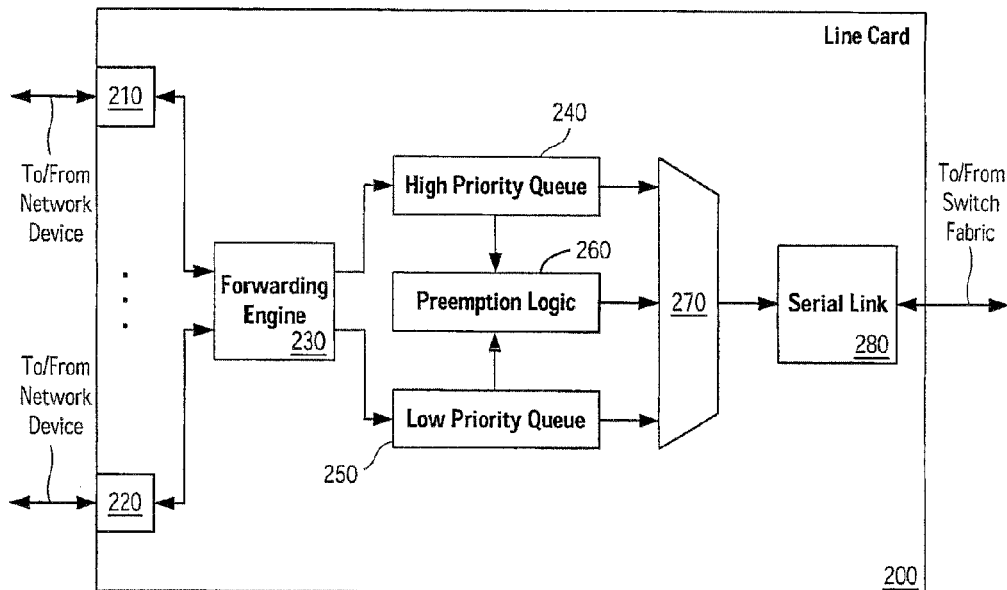 Line Card
210
To/From
Network
Device
240
High Priority Queue
To/From
Switch
Fabric
260
Forwarding
Engine
230
Preemption Logic
270
Serial Link
280
To/From
Network
Device
Low Priority Queue
250
220
200